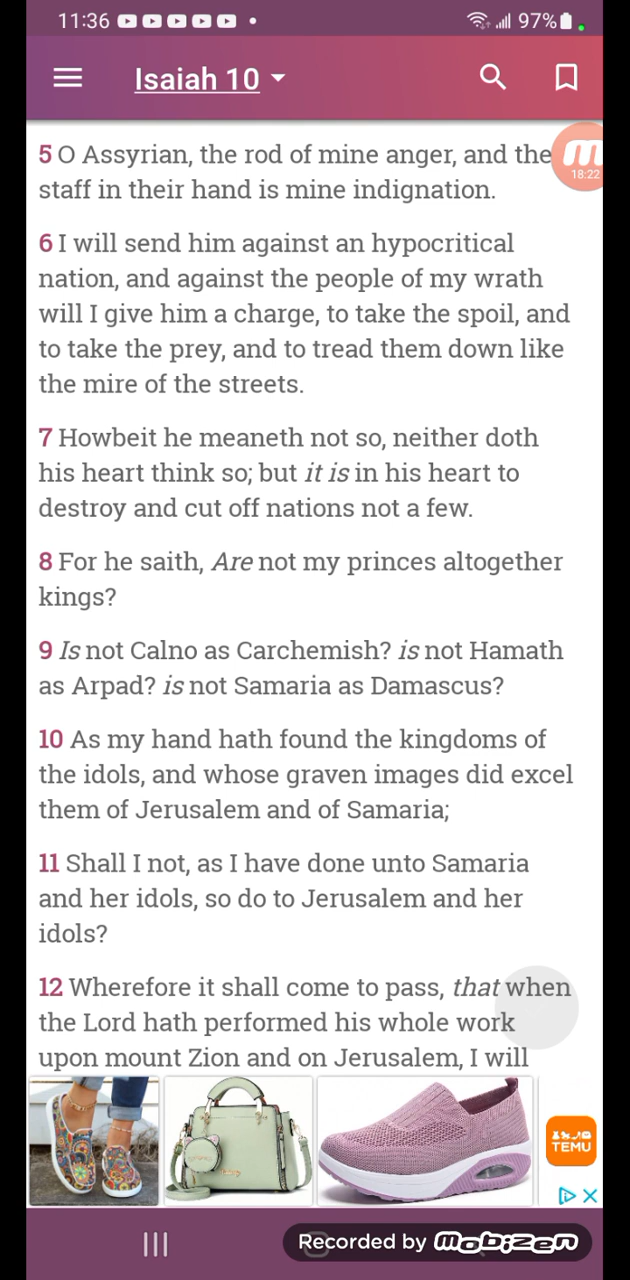 11:36
97%
Isaiah 10
5 O Assyrian, the rod of mine anger, and the
staff in their hand is mine indignation.
18:22
6 I will send him against an hypocritical
nation, and against the people of my wrath
will I give him a charge, to take the spoil, and
to take the prey, and to tread them down like
the mire of the streets.
7 Howbeit he meaneth not so, neither doth
his heart think so; but it is in his heart to
destroy and cut off nations not a few.
8 For he saith, Are not my princes altogether
kings?
9 Is not Calno as Carchemish? is not Hamath
as Arpad? is not Samaria as Damascus?
10 As my hand hath found the kingdoms of
the idols, and whose graven images did excel
them of Jerusalem and of Samaria;
11 Shall I not, as I have done unto Samaria
and her idols, so do to Jerusalem and her
idols?
12 Wherefore it shall come to pass, that when
the Lord hath performed his whole work
upon mount Zion and on Jerusalem, I will
TEMU
Recorded by mobizen